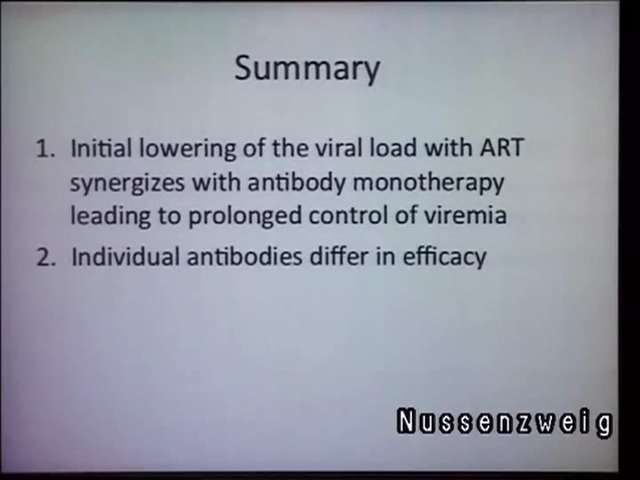 Summary
1. Initial lowering of the viral load with ART
synergizes with antibody monotherapy
leading to prolonged control of viremia
2. Individual antibodies differ in efficacy
Nussenzweig